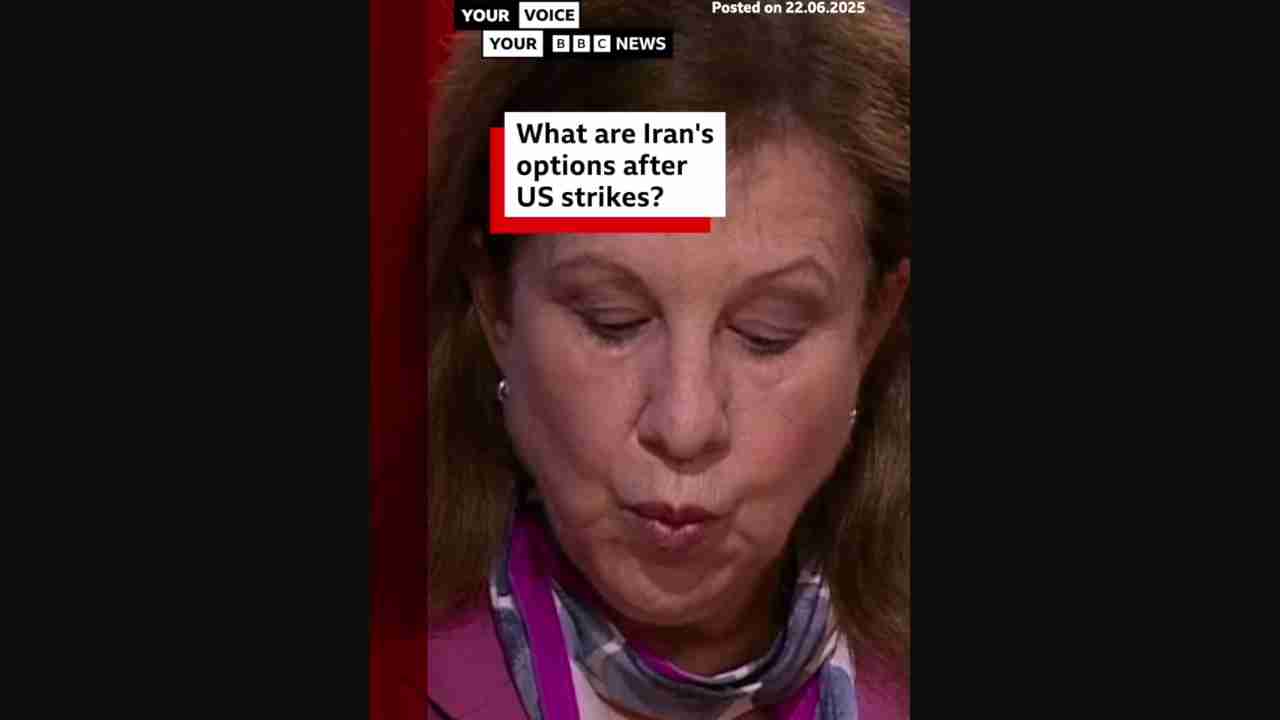 YOUR VOICE
Posted on 22.06.2025
YOUR BBC NEWS
What are Iran's
options after
US strikes?